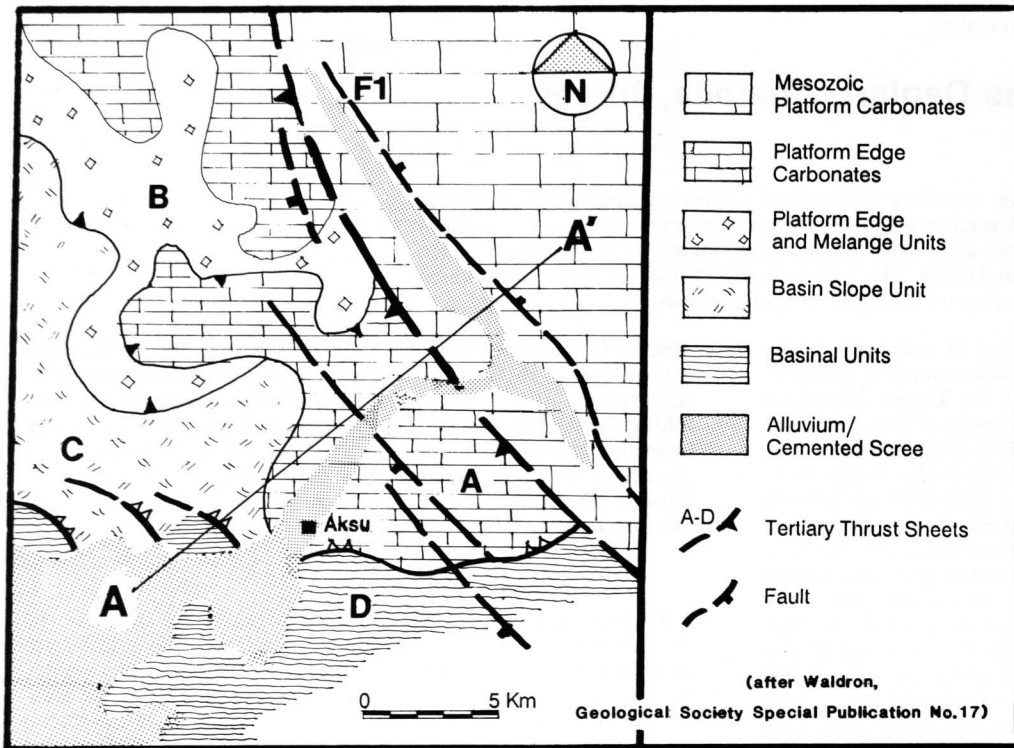 F1
N
B
A'
C
A
Aksu
A
D
0 5 Km
Mesozoic
Platform Carbonates
Platform Edge
Carbonates
Platform Edge
and Melange Units
Basin Slope Unit
Basinal Units
Alluvium/
Cemented Scree
A-D
Tertiary Thrust Sheets
Fault
(after Waldron,
Geological Society Special Publication No.17)